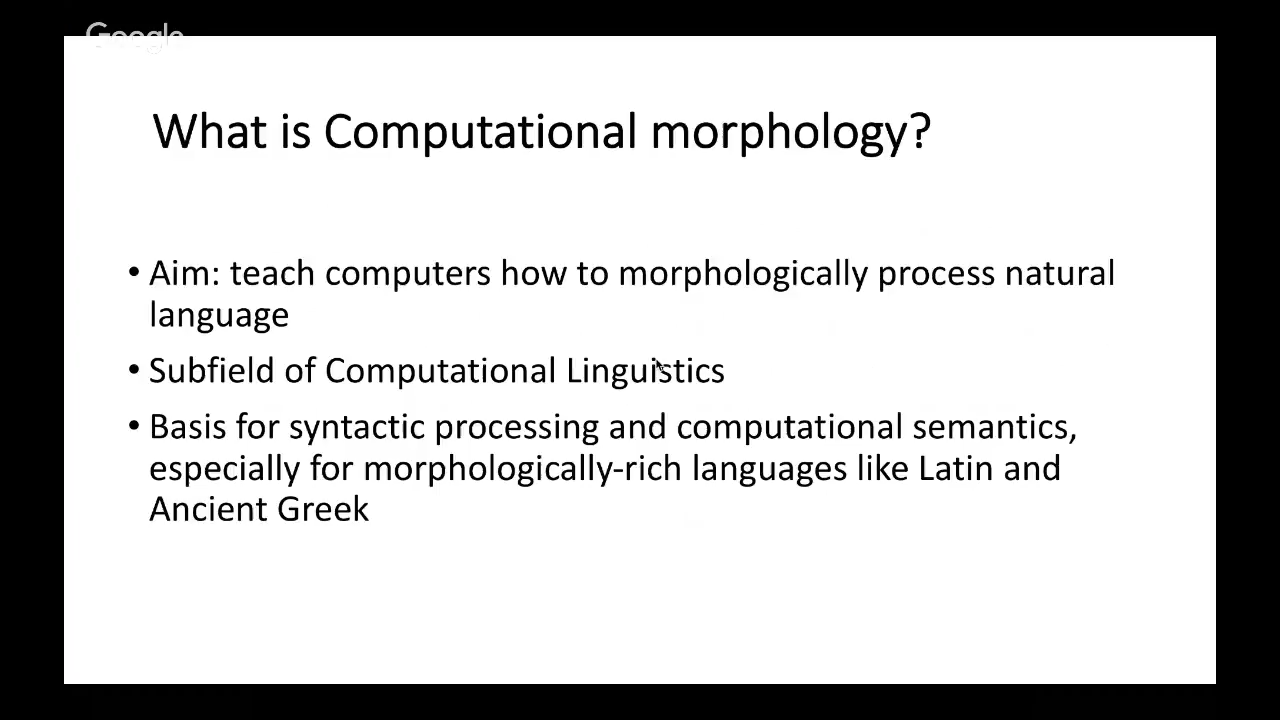 Google
What is Computational morphology?
• Aim: teach computers how to morphologically process natural
language
• Subfield of Computational Linguistics
• Basis for syntactic processing and computational semantics,
especially for morphologically-rich languages like Latin and
Ancient Greek